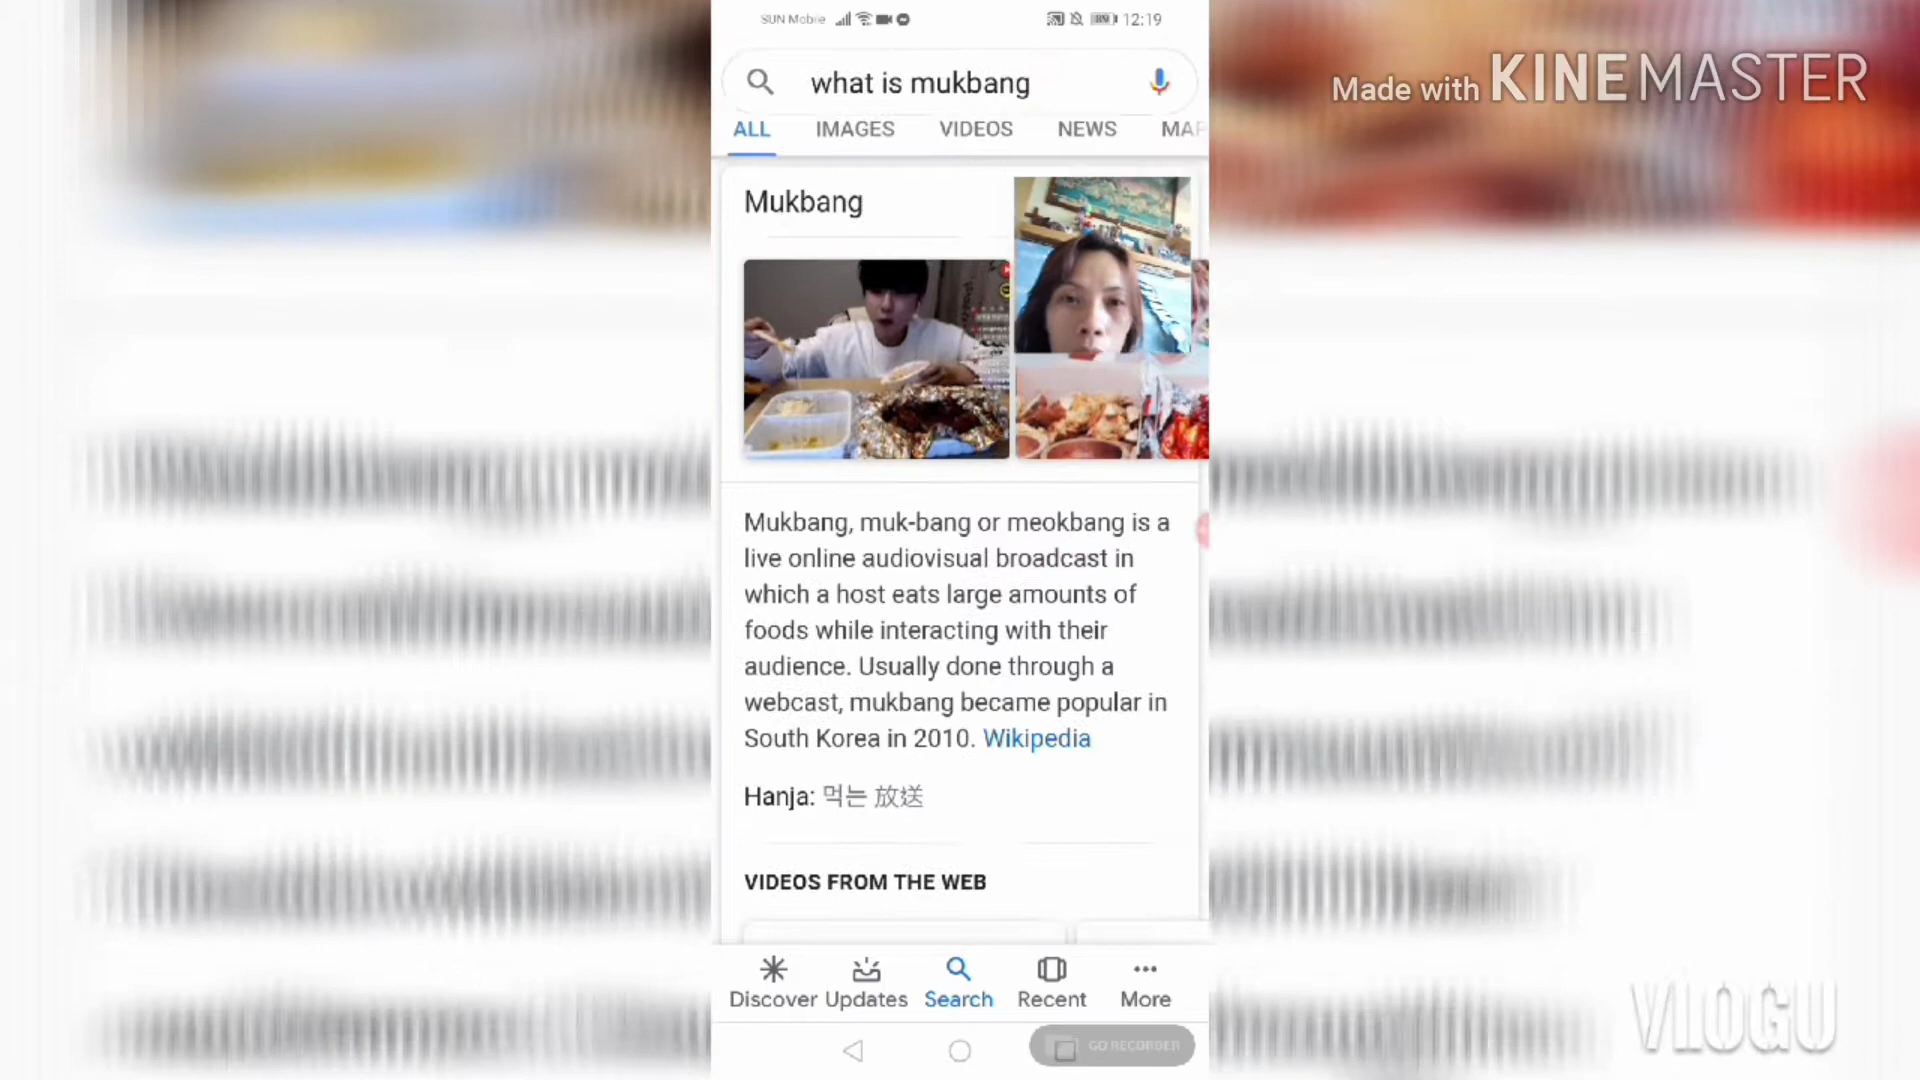 SUN Mobile 12:19
Made with KINEMASTER
what is mukbang
ALL IMAGES VIDEOS NEWS MAP
Mukbang
Mukbang, muk-bang or meokbang is a
live online audiovisual broadcast in
which a host eats large amounts of
foods while interacting with their
audience. Usually done through a
webcast, mukbang became popular in
South Korea in 2010. Wikipedia
Hanja: 먹는 放送
VIDEOS FROM THE WEB
Discover Updates Search Recent More
GO RECORDER
VLOGU